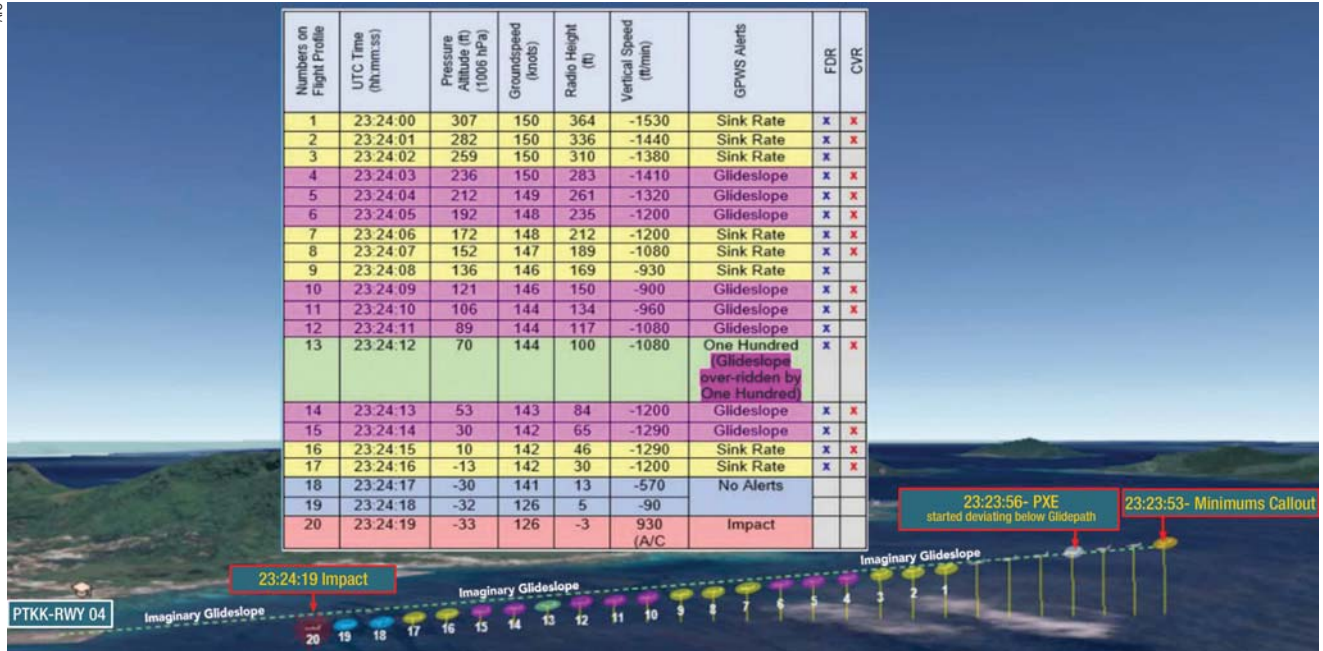 Numbers on Flight Profile | UTC Time (hh:mm:ss) | Pressure Altitude (ft) (1006 hPa) | Groundspeed (knots) | Radio Height (ft) | Vertical Speed (ft/min) | GPWS Alerts | FDR | CVR
1 23:24:00 307 150 364 -1530 Sink Rate x x
2 23:24:01 282 150 336 -1440 Sink Rate x x
3 23:24:02 259 150 310 -1380 Sink Rate x
4 23:24:03 236 150 283 -1410 Glideslope x x
5 23:24:04 212 149 261 -1320 Glideslope x x
6 23:24:05 192 148 235 -1200 Glideslope x x
7 23:24:06 172 148 212 -1200 Sink Rate x x
8 23:24:07 152 147 189 -1080 Sink Rate x x
9 23:24:08 136 146 169 -930 Sink Rate x
10 23:24:09 121 146 150 -900 Glideslope x x
11 23:24:10 106 144 134 -960 Glideslope x x
12 23:24:11 89 144 117 -1080 Glideslope x
13 23:24:12 70 144 100 -1080 One Hundred x x
(Glideslope
over-ridden by
One Hundred)
14 23:24:13 53 143 84 -1200 Glideslope x x
15 23:24:14 30 142 65 -1290 Glideslope x x
16 23:24:15 10 142 46 -1290 Sink Rate x x
17 23:24:16 -13 142 30 -1200 Sink Rate x x
18 23:24:17 -30 141 13 -570 No Alerts
19 23:24:18 -32 126 5 -90
20 23:24:19 -33 126 -3 930 Impact
(A/C
23:23:56- PXE
started deviating below Glidepath
23:23:53- Minimums Callout
Imaginary Glideslope
23:24:19 Impact
Imaginary Glideslope
PTKK-RWY 04
Imaginary Glideslope
20 19 18 17 16 15 14 13 12 11 10 9 8 7 6 5 4 3 2 1